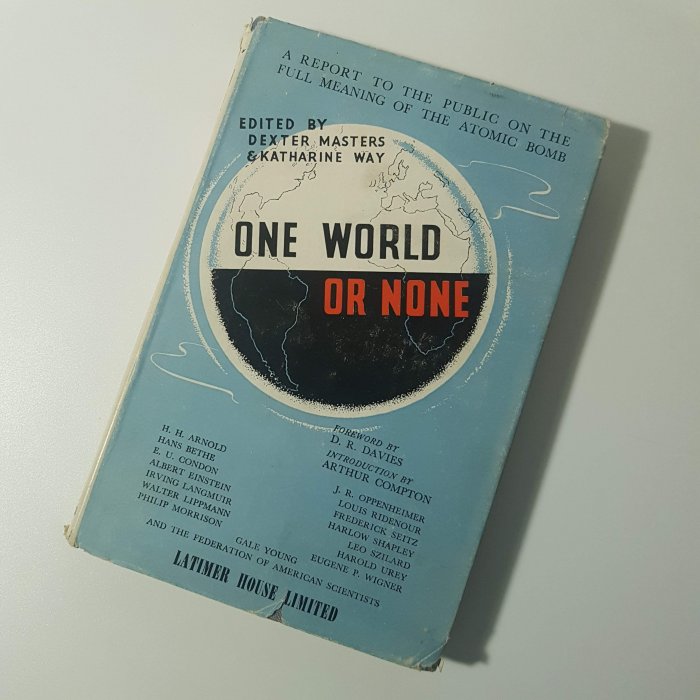 A REPORT TO THE PUBLIC ON THE
FULL MEANING OF THE ATOMIC BOMB
EDITED BY
DEXTER MASTERS
& KATHARINE WAY
ONE WORLD
OR NONE
FOREWORD BY
D. R. DAVIES
INTRODUCTION BY
ARTHUR COMPTON
H. H. ARNOLD
HANS BETHE
E. U. CONDON
ALBERT EINSTEIN
IRVING LANGMUIR
WALTER LIPPMANN
PHILIP MORRISON
J. R. OPPENHEIMER
LOUIS RIDENOUR
FREDERICK SEITZ
HARLOW SHAPLEY
LEO SZILARD
HAROLD UREY
EUGENE P. WIGNER
GALE YOUNG
AND THE FEDERATION OF AMERICAN SCIENTISTS
LATIMER HOUSE LIMITED